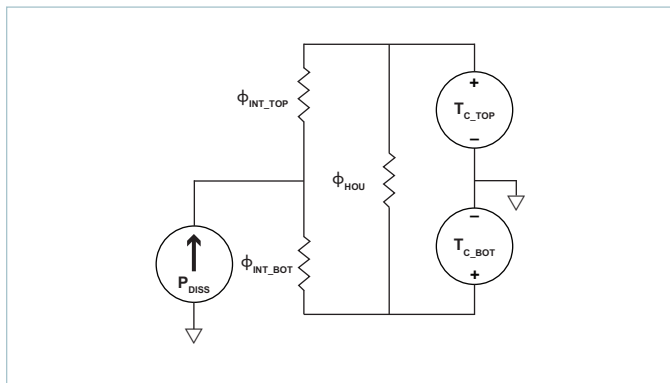 +
ϕINT_TOP
TC_TOP
–
ϕHOU
–
TC_BOT
ϕINT_BOT
PDISS
+